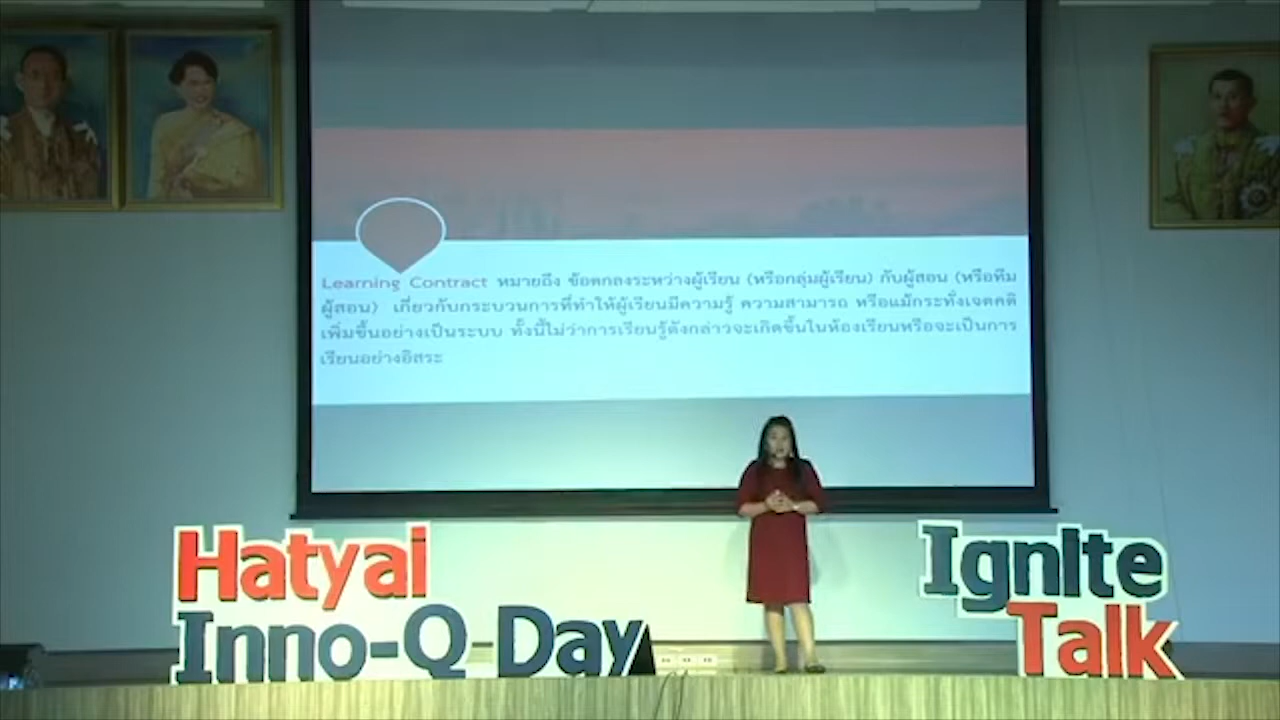 Learning Contract หมายถึง ข้อตกลงระหว่างผู้เรียน (หรือกลุ่มผู้เรียน) กับผู้สอน (หรือทีม
ผู้สอน) เกี่ยวกับกระบวนการที่ทำให้ผู้เรียนมีความรู้ ความสามารถ หรือแม้กระทั่งเจตคติ
เพิ่มขึ้นอย่างเป็นระบบ ทั้งนี้ไม่ว่าการเรียนรู้ดังกล่าวจะเกิดขึ้นในห้องเรียนหรือจะเป็นการ
เรียนอย่างอิสระ
Hatyai
Inno-Q Day
Ignite
Talk